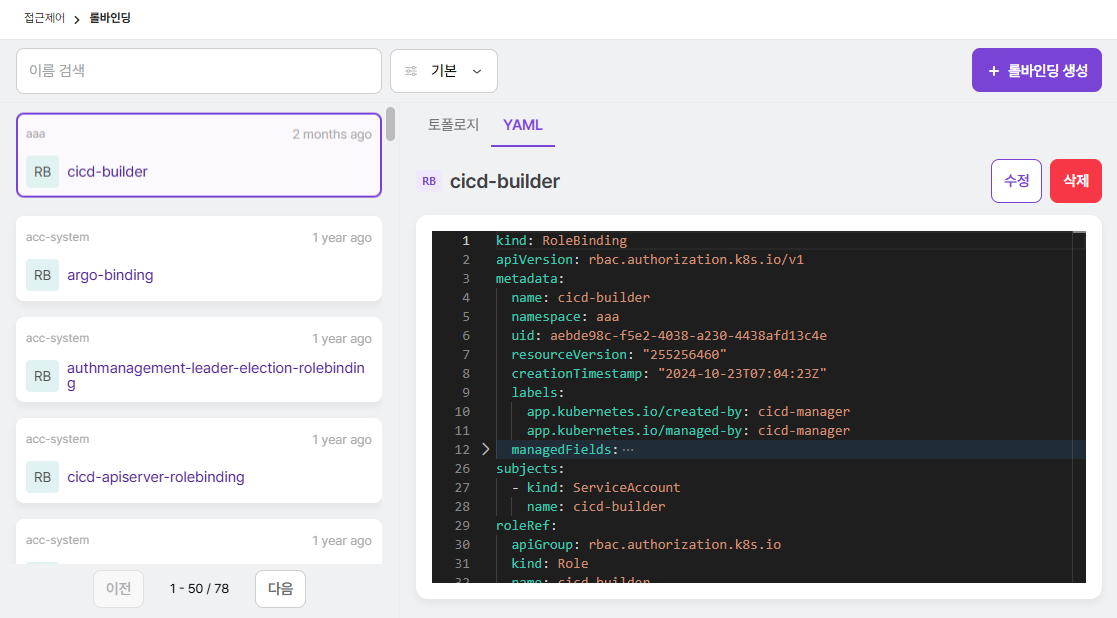 접근제어 > 롤바인딩
이름 검색
기본
+ 롤바인딩 생성
aaa 2 months ago
RB cicd-builder
acc-system 1 year ago
RB argo-binding
acc-system 1 year ago
RB authmanagement-leader-election-rolebindin
g
acc-system 1 year ago
RB cicd-apiserver-rolebinding
acc-system 1 year ago
이전 1 - 50 / 78 다음
토폴로지 YAML
RB cicd-builder 수정 삭제
1 kind: RoleBinding
2 apiVersion: rbac.authorization.k8s.io/v1
3 metadata:
4 name: cicd-builder
5 namespace: aaa
6 uid: aebde98c-f5e2-4038-a230-4438afd13c4e
7 resourceVersion: "255256460"
8 creationTimestamp: "2024-10-23T07:04:23Z"
9 labels:
10 app.kubernetes.io/created-by: cicd-manager
11 app.kubernetes.io/managed-by: cicd-manager
12 > managedFields: ···
26 subjects:
27 - kind: ServiceAccount
28 name: cicd-builder
29 roleRef:
30 apiGroup: rbac.authorization.k8s.io
31 kind: Role
32 name: cicd-builder